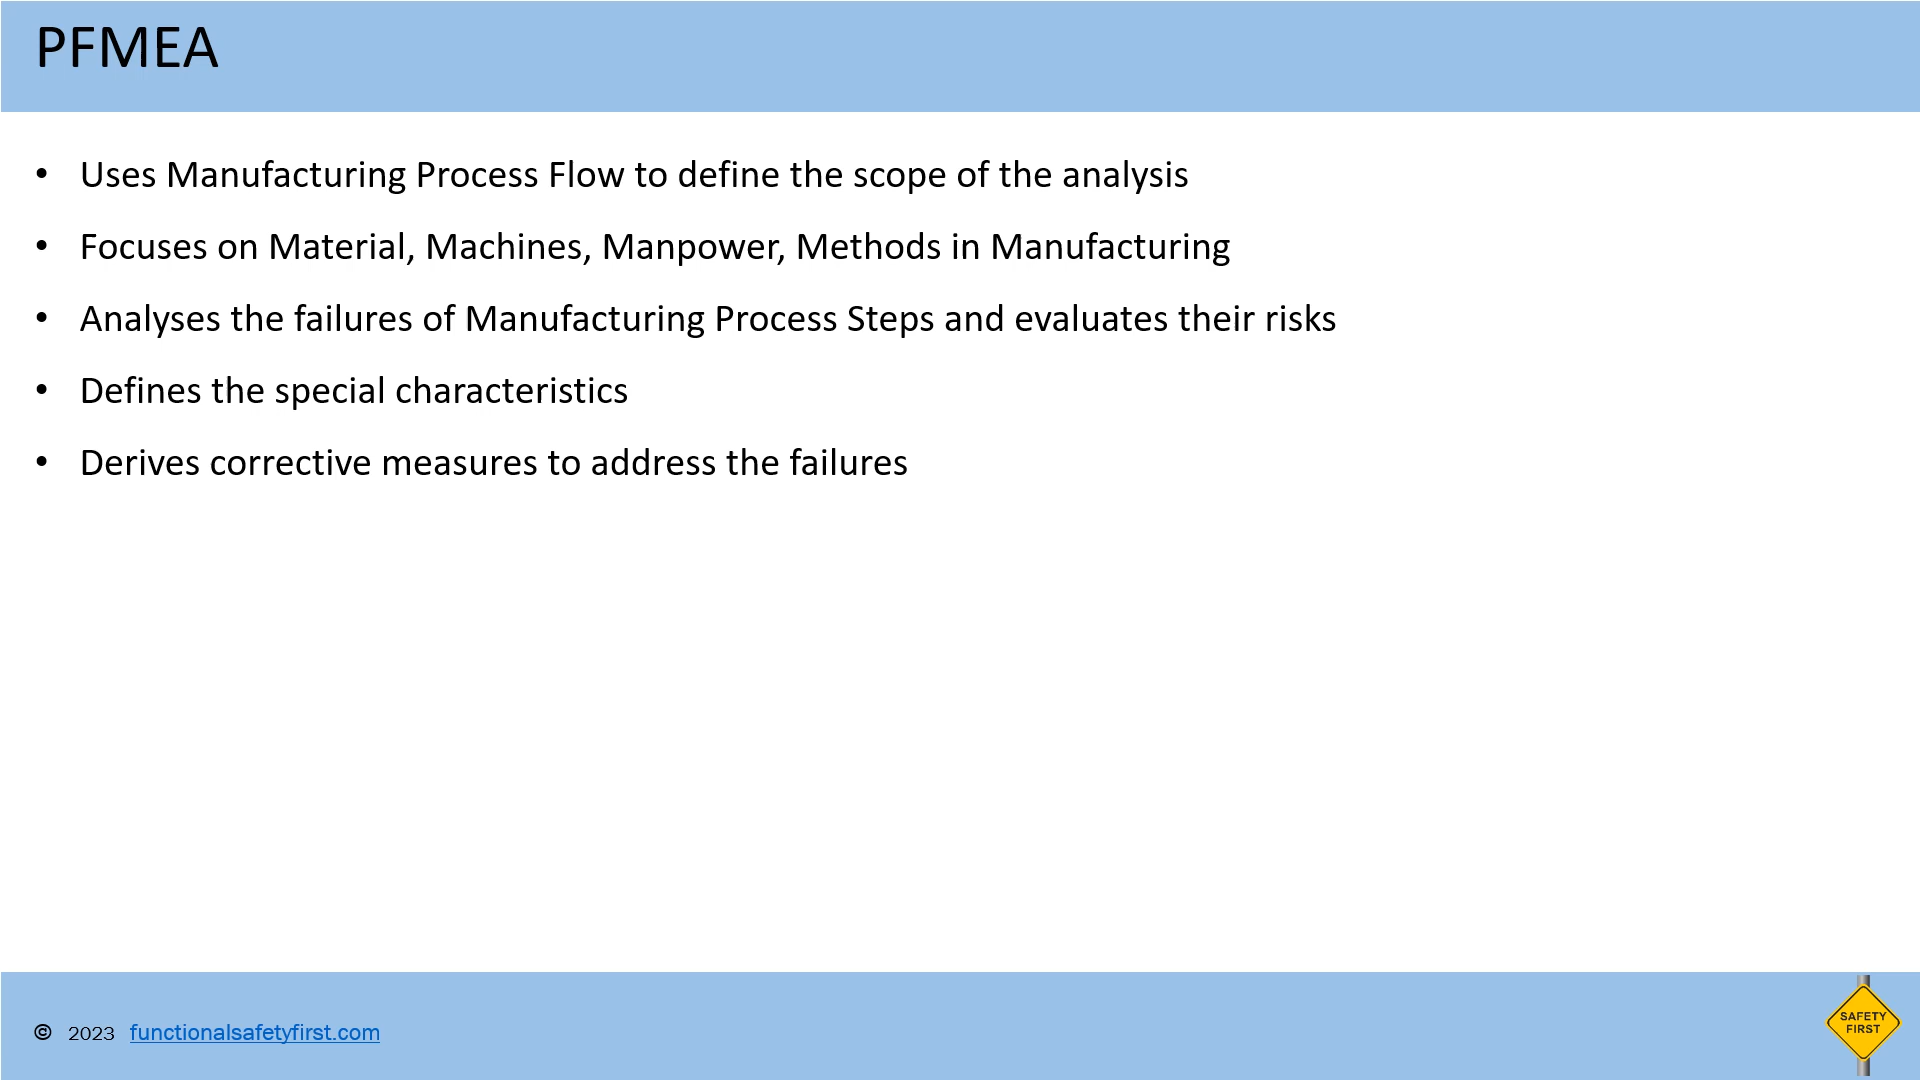 PFMEA
• Uses Manufacturing Process Flow to define the scope of the analysis
• Focuses on Material, Machines, Manpower, Methods in Manufacturing
• Analyses the failures of Manufacturing Process Steps and evaluates their risks
• Defines the special characteristics
• Derives corrective measures to address the failures
© 2023 functionalsafetyfirst.com
SAFETY
FIRST